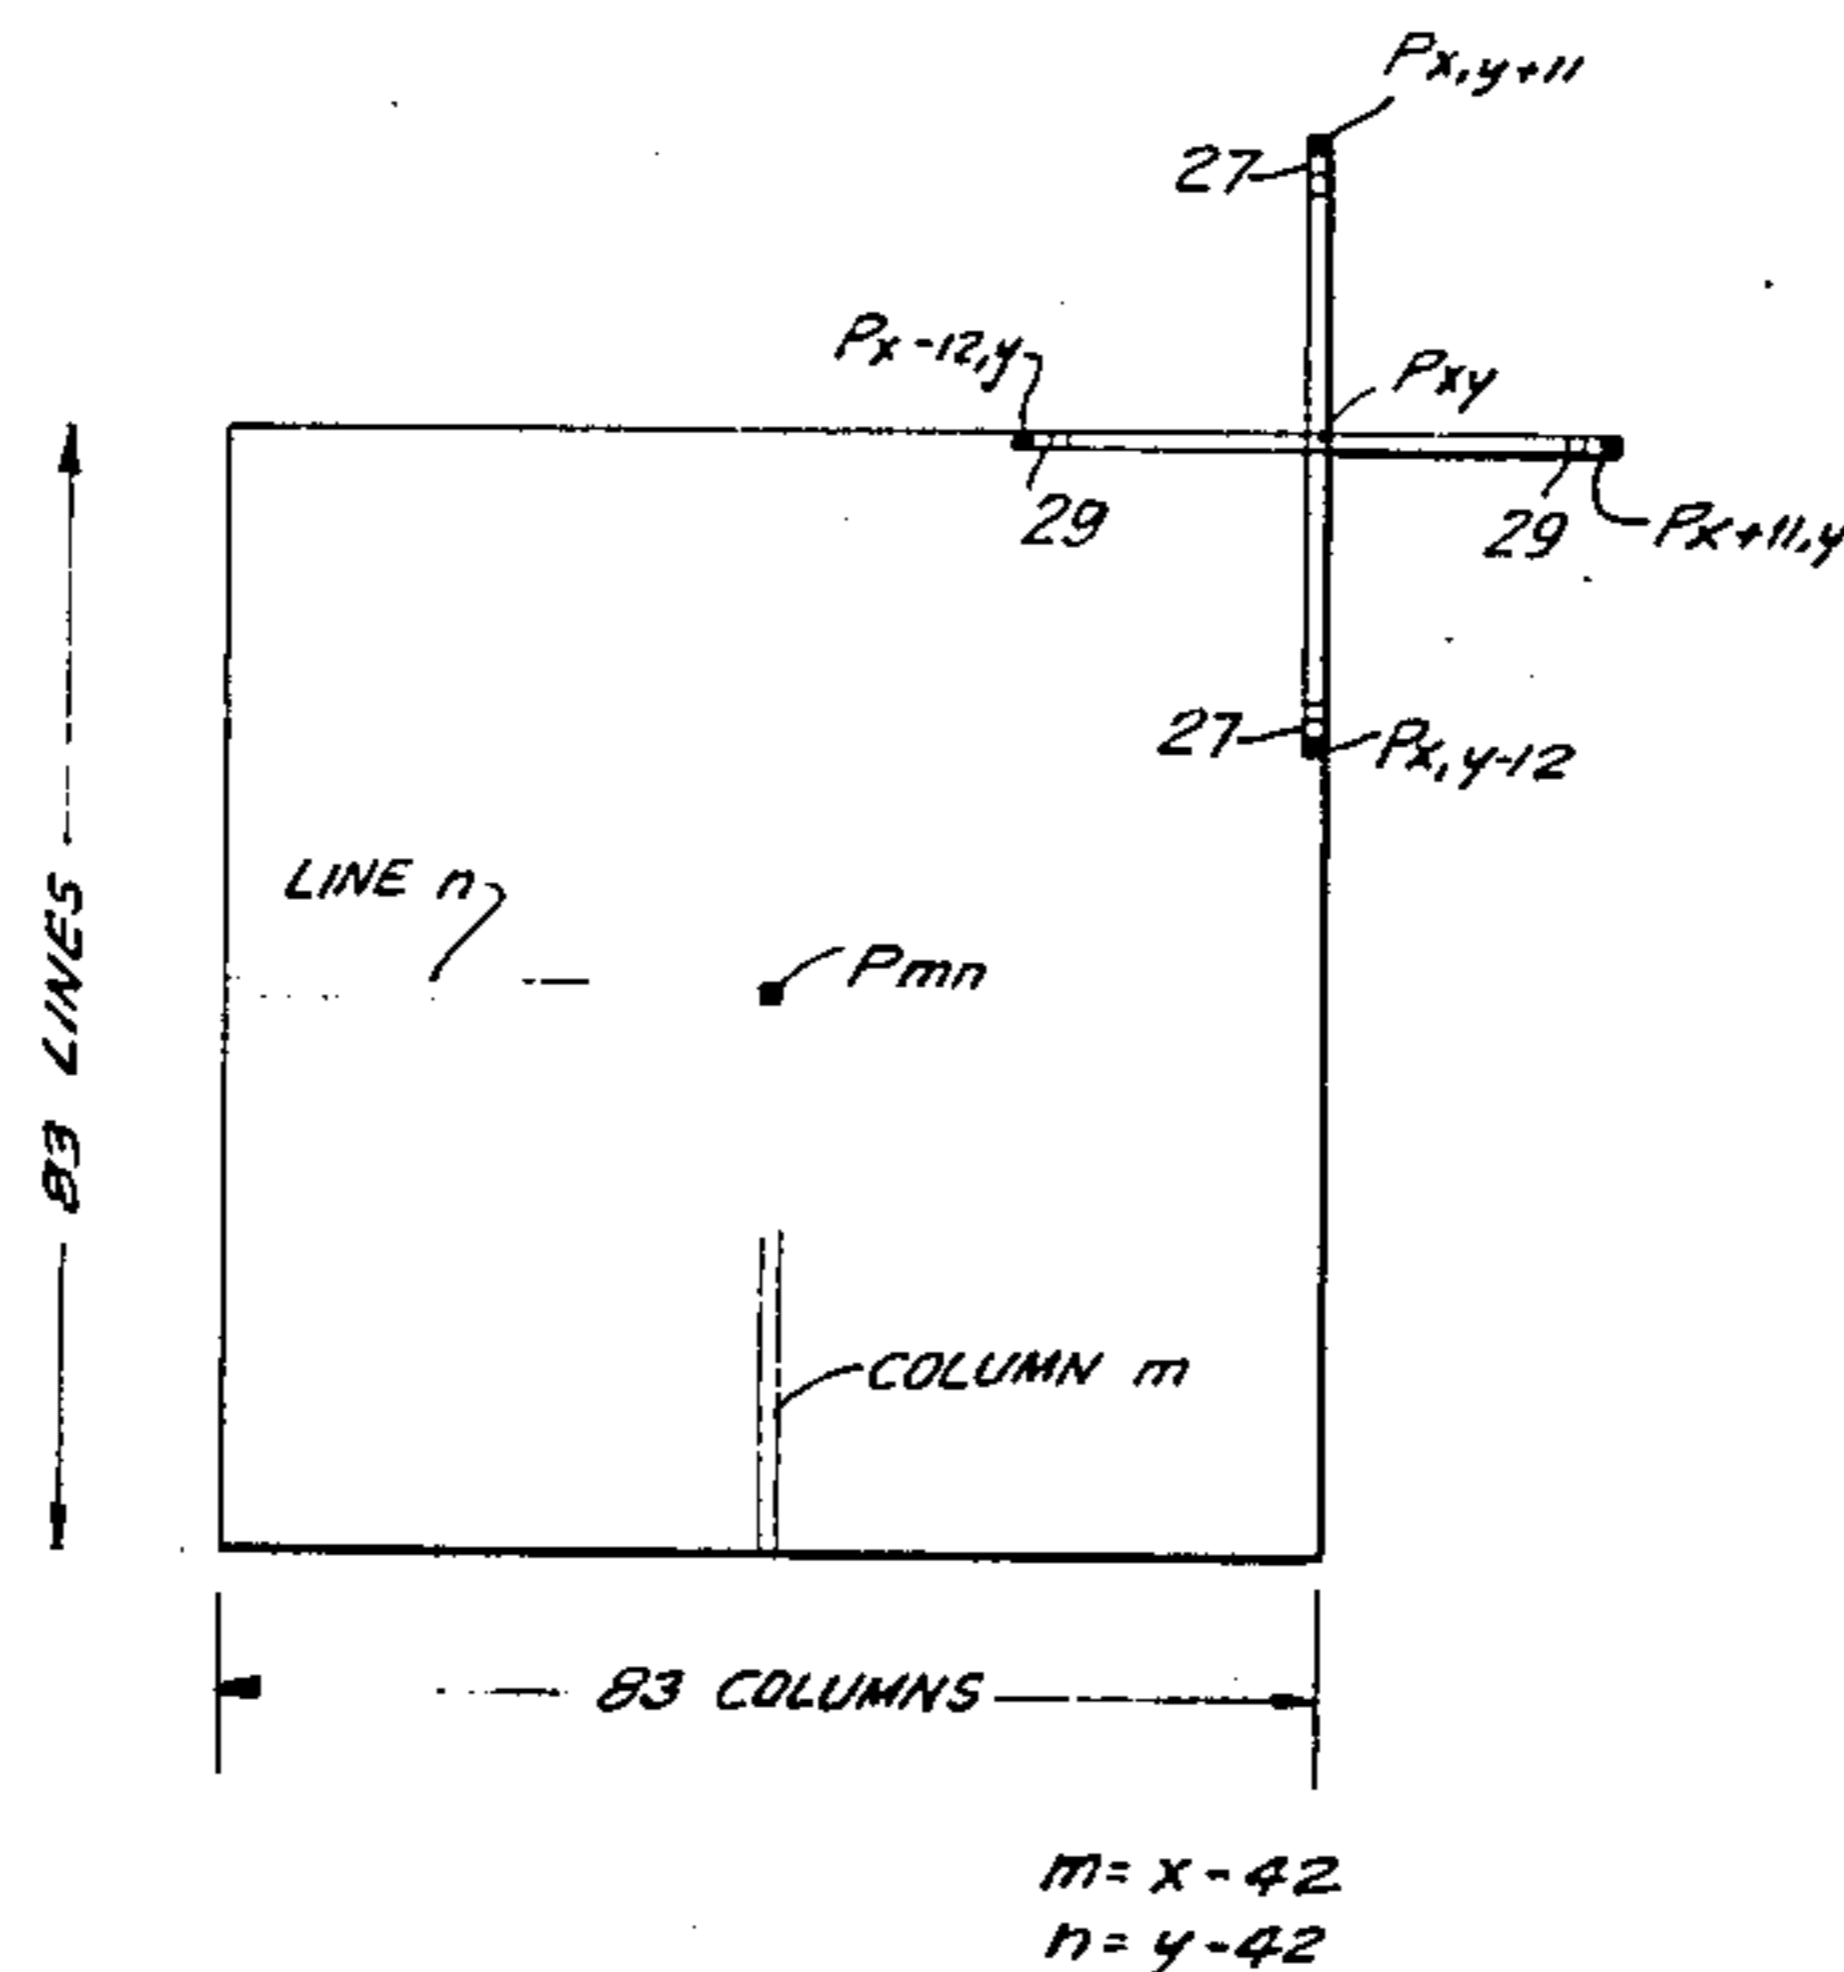 Px,y+11
27
Px-12,y
Pxy
29
29
Px+11,y
27
Px,y-12
LINE n
Pmn
83 LINES
COLUMN m
83 COLUMNS
m=x-42
n=y-42